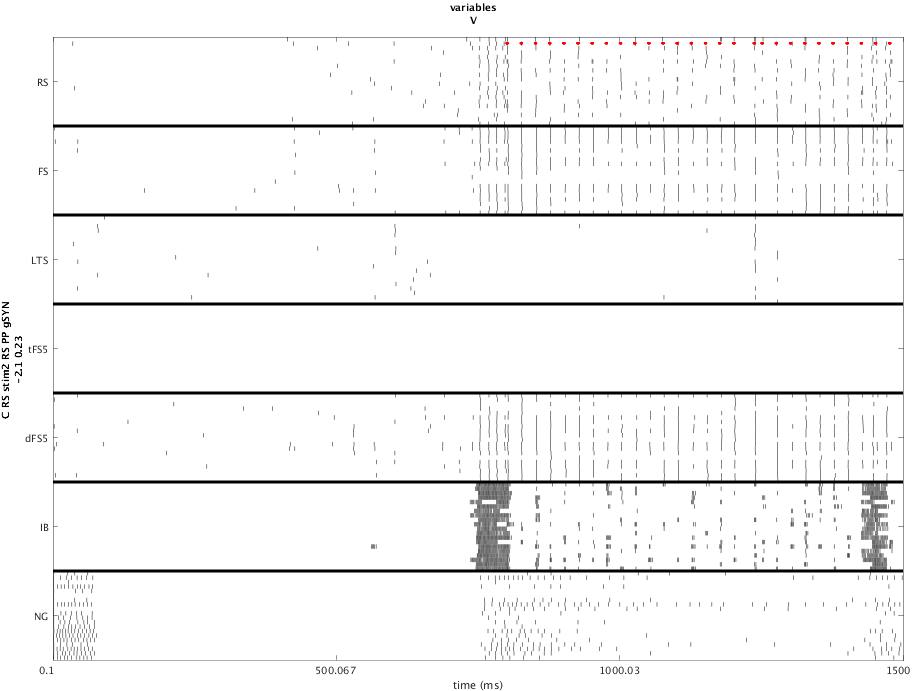 variables
V
RS
FS
LTS
tFS5
dFS5
IB
NG
C RS stim2 RS PP gSYN
-2.1 0.23
0.1
500.067
1000.03
1500
time (ms)